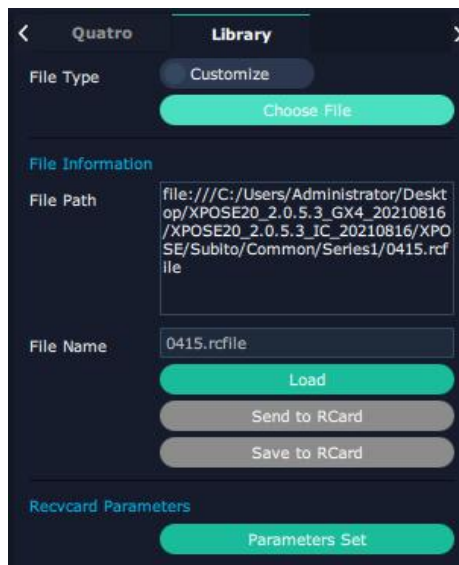 Quatro
Library
File Type
Customize
Choose File
File Information
File Path
file:///C:/Users/Administrator/Deskt
op/XPOSE20_2.0.5.3_GX4_20210816
/XPOSE20_2.0.5.3_IC_20210816/XPO
SE/Subito/Common/Series1/0415.rcf
ile
File Name
0415.rcfile
Load
Send to RCard
Save to RCard
Recvcard Parameters
Parameters Set